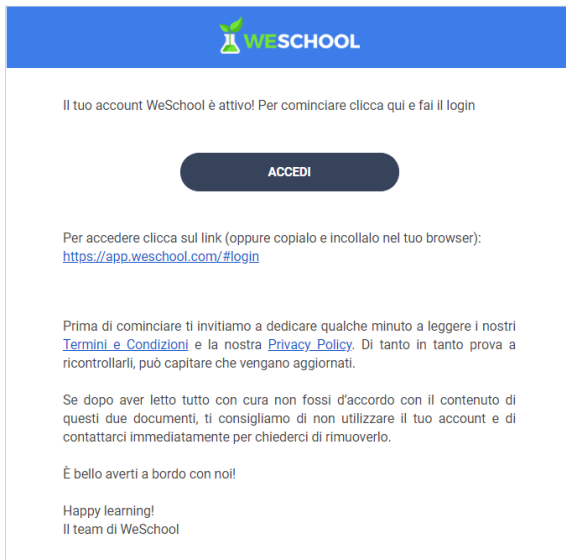 WESCHOOL
Il tuo account WeSchool è attivo! Per cominciare clicca qui e fai il login
ACCEDI
Per accedere clicca sul link (oppure copialo e incollalo nel tuo browser):
https://app.weschool.com/#login
Prima di cominciare ti invitiamo a dedicare qualche minuto a leggere i nostri
Termini e Condizioni e la nostra Privacy Policy. Di tanto in tanto prova a
ricontrollarli, può capitare che vengano aggiornati.
Se dopo aver letto tutto con cura non fossi d'accordo con il contenuto di
questi due documenti, ti consigliamo di non utilizzare il tuo account e di
contattarci immediatamente per chiederci di rimuoverlo.
È bello averti a bordo con noi!
Happy learning!
Il team di WeSchool